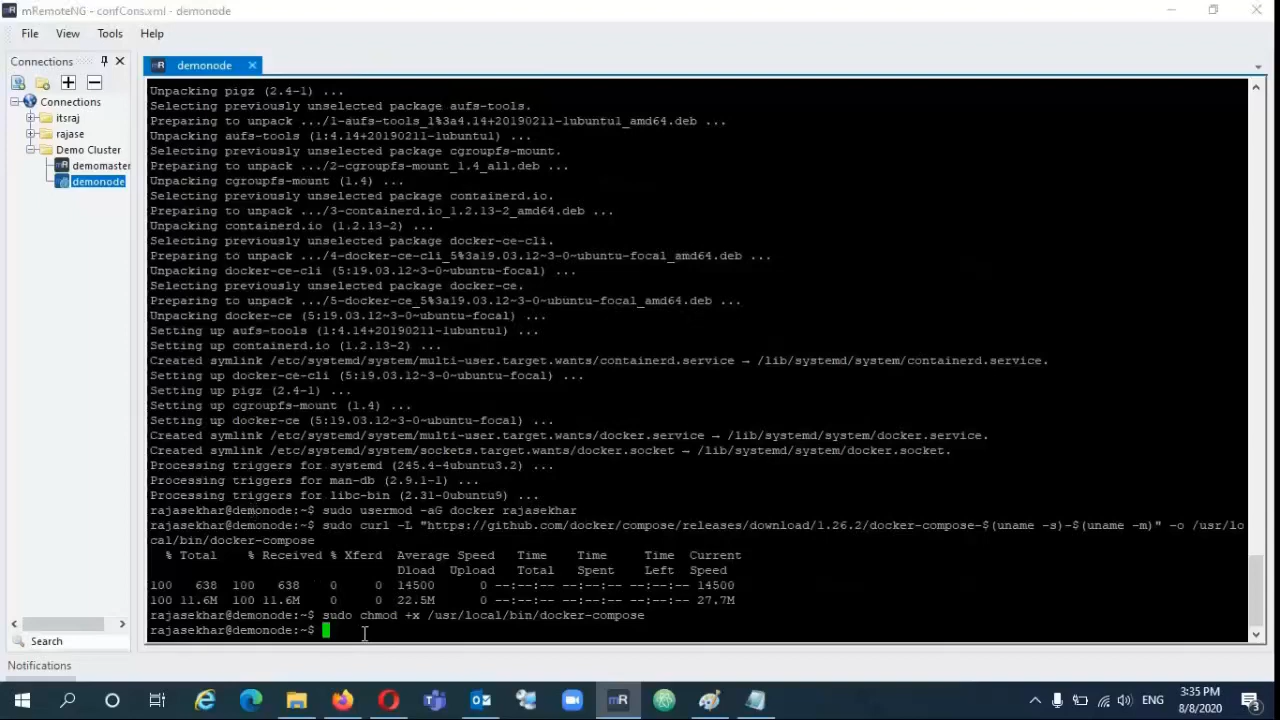 mRemoteNG - confCons.xml - demonode
File View Tools Help
Connections
demonode
Connections
itsraj
rajase
Demo Cluster
demomaster
demonode
Unpacking pigz (2.4-1) ...
Selecting previously unselected package aufs-tools.
Preparing to unpack .../1-aufs-tools_1%3a4.14+20190211-1ubuntu1_amd64.deb ...
Unpacking aufs-tools (1:4.14+20190211-1ubuntu1) ...
Selecting previously unselected package cgroupfs-mount.
Preparing to unpack .../2-cgroupfs-mount_1.4_all.deb ...
Unpacking cgroupfs-mount (1.4) ...
Selecting previously unselected package containerd.io.
Preparing to unpack .../3-containerd.io_1.2.13-2_amd64.deb ...
Unpacking containerd.io (1.2.13-2) ...
Selecting previously unselected package docker-ce-cli.
Preparing to unpack .../4-docker-ce-cli_5%3a19.03.12~3-0~ubuntu-focal_amd64.deb ...
Unpacking docker-ce-cli (5:19.03.12~3-0~ubuntu-focal) ...
Selecting previously unselected package docker-ce.
Preparing to unpack .../5-docker-ce_5%3a19.03.12~3-0~ubuntu-focal_amd64.deb ...
Unpacking docker-ce (5:19.03.12~3-0~ubuntu-focal) ...
Setting up aufs-tools (1:4.14+20190211-1ubuntu1) ...
Setting up containerd.io (1.2.13-2) ...
Created symlink /etc/systemd/system/multi-user.target.wants/containerd.service → /lib/systemd/system/containerd.service.
Setting up docker-ce-cli (5:19.03.12~3-0~ubuntu-focal) ...
Setting up pigz (2.4-1) ...
Setting up cgroupfs-mount (1.4) ...
Setting up docker-ce (5:19.03.12~3-0~ubuntu-focal) ...
Created symlink /etc/systemd/system/multi-user.target.wants/docker.service → /lib/systemd/system/docker.service.
Created symlink /etc/systemd/system/sockets.target.wants/docker.socket → /lib/systemd/system/docker.socket.
Processing triggers for systemd (245.4-4ubuntu3.2) ...
Processing triggers for man-db (2.9.1-1) ...
Processing triggers for libc-bin (2.31-0ubuntu9) ...
rajasekhar@demonode:~$ sudo usermod -aG docker rajasekhar
rajasekhar@demonode:~$ sudo curl -L "https://github.com/docker/compose/releases/download/1.26.2/docker-compose-$(uname -s)-$(uname -m)" -o /usr/lo
cal/bin/docker-compose
% Total % Received % Xferd Average Speed Time Time Time Current
Dload Upload Total Spent Left Speed
100 638 100 638 0 0 14500 0 --:--:-- --:--:-- --:--:-- 14500
100 11.6M 100 11.6M 0 0 22.5M 0 --:--:-- --:--:-- --:--:-- 27.7M
rajasekhar@demonode:~$ sudo chmod +x /usr/local/bin/docker-compose
rajasekhar@demonode:~$
Search
Notifications
ENG
3:35 PM
8/8/2020
3